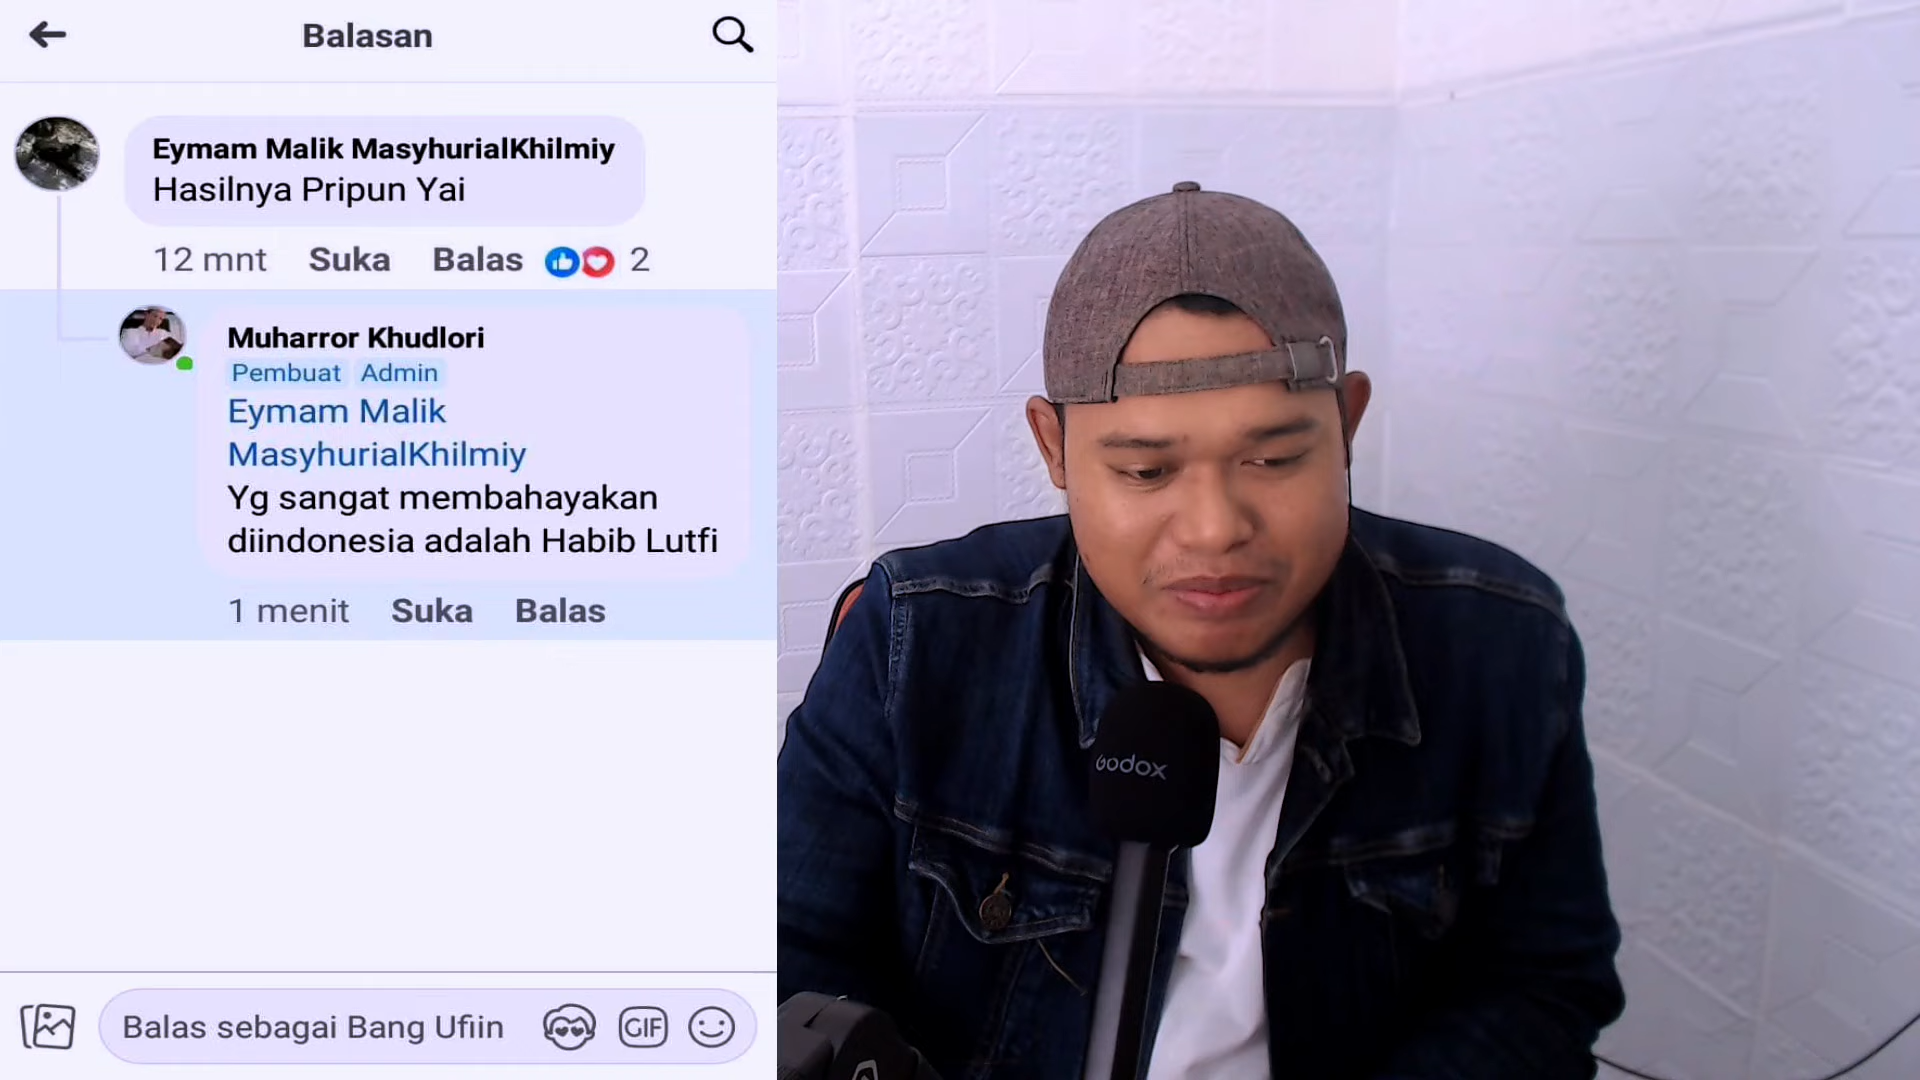 Balasan
Eymam Malik MasyhurialKhilmiy
Hasilnya Pripun Yai
12 mnt Suka Balas 2
Muharror Khudlori
Pembuat Admin
Eymam Malik
MasyhurialKhilmiy
Yg sangat membahayakan
diindonesia adalah Habib Lutfi
1 menit Suka Balas
Balas sebagai Bang Ufiin GIF
Godox